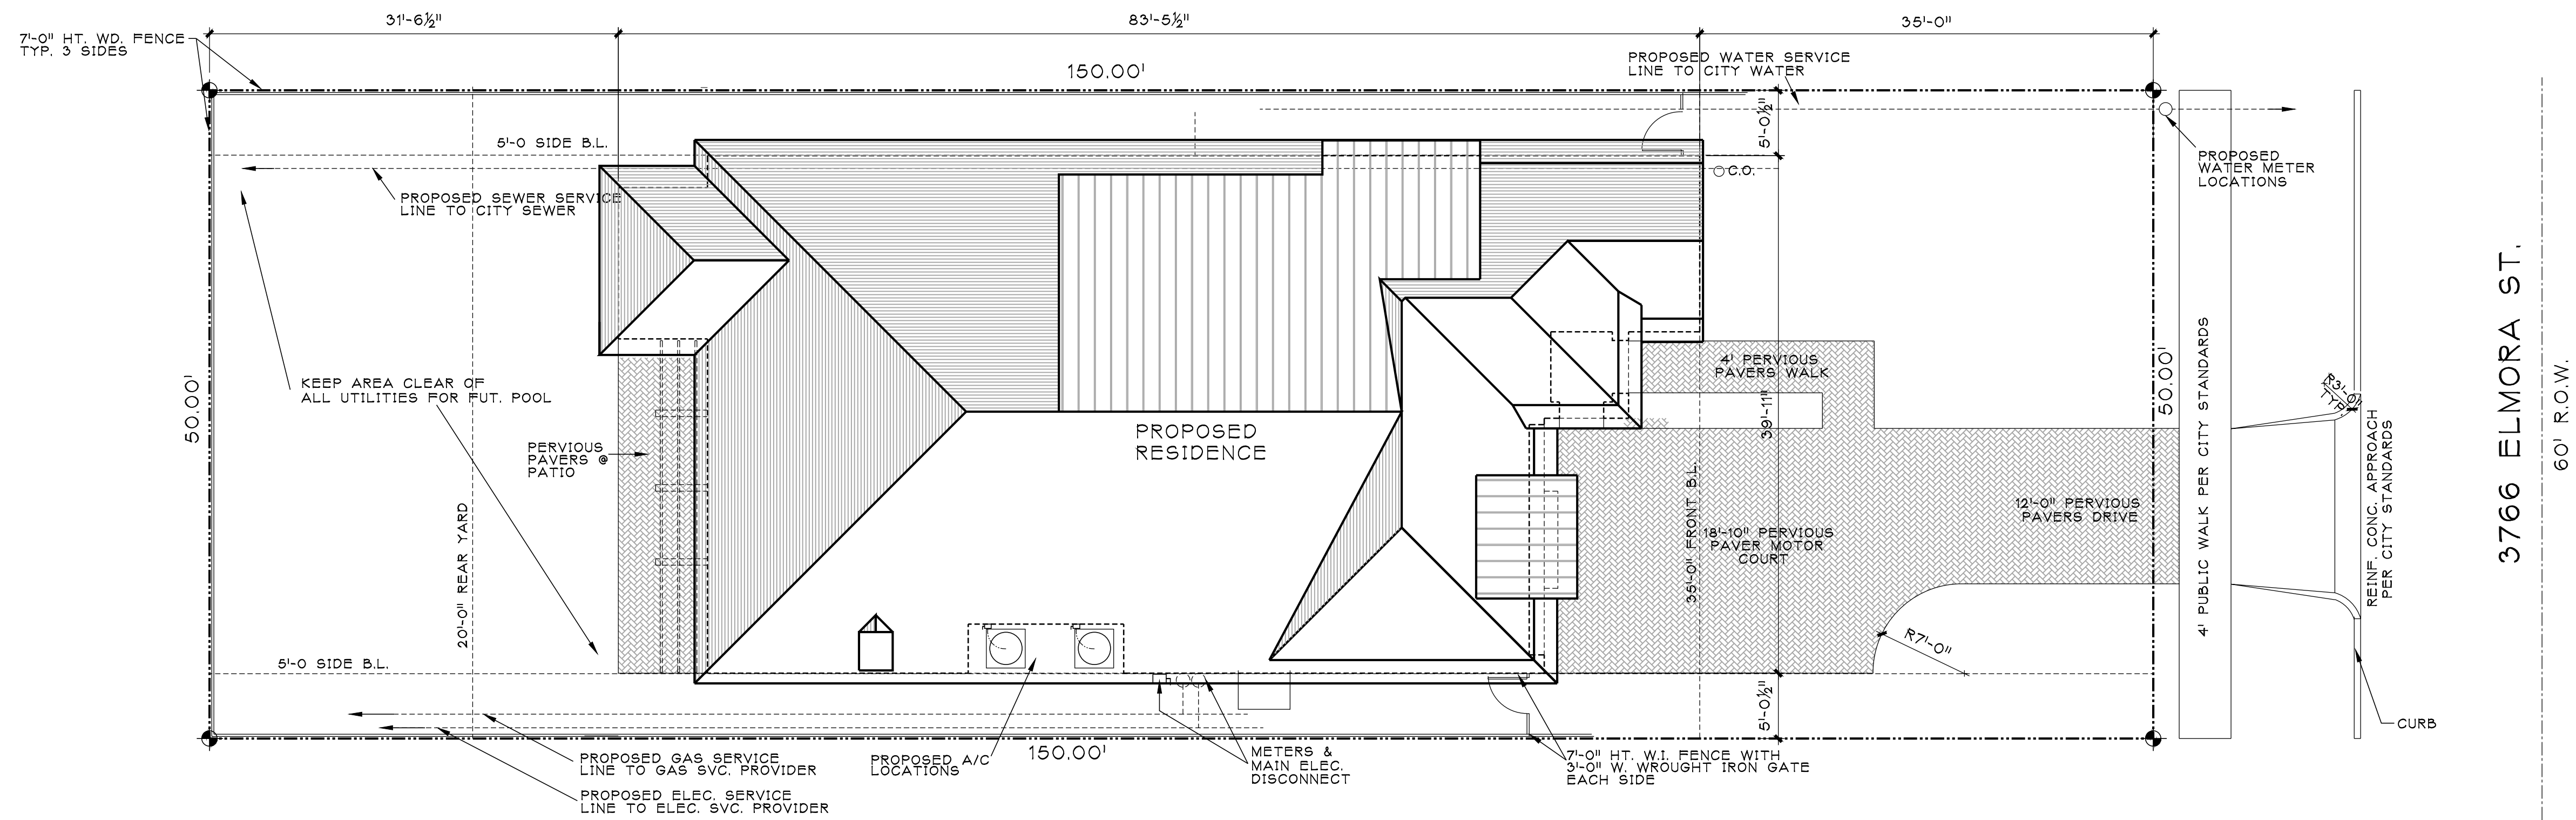 31'-6½"
83'-5½"
35'-0"
7'-0" HT. WD. FENCE
TYP. 3 SIDES
150.00'
PROPOSED WATER SERVICE
LINE TO CITY WATER
5'-0½"
5'-0 SIDE B.L.
PROPOSED SEWER SERVICE
LINE TO CITY SEWER
C.O.
PROPOSED
WATER METER
LOCATIONS
KEEP AREA CLEAR OF
ALL UTILITIES FOR FUT. POOL
50.00'
PERVIOUS
PAVERS @
PATIO
20'-0" REAR YARD
PROPOSED
RESIDENCE
4' PERVIOUS
PAVERS WALK
39'-11"
35'-0" FRONT B.L.
18'-10" PERVIOUS
PAVER MOTOR
COURT
12'-0" PERVIOUS
PAVERS DRIVE
50.00'
4' PUBLIC WALK PER CITY STANDARDS
R3'-0"
TYP.
REINF. CONC. APPROACH
PER CITY STANDARDS
3766 ELMORA ST.
60' R.O.W.
R7'-0"
5'-0 SIDE B.L.
5'-0½"
CURB
150.00'
PROPOSED GAS SERVICE
LINE TO GAS SVC. PROVIDER
PROPOSED A/C
LOCATIONS
METERS &
MAIN ELEC.
DISCONNECT
7'-0" HT. W.I. FENCE WITH
3'-0" W. WROUGHT IRON GATE
EACH SIDE
PROPOSED ELEC. SERVICE
LINE TO ELEC. SVC. PROVIDER